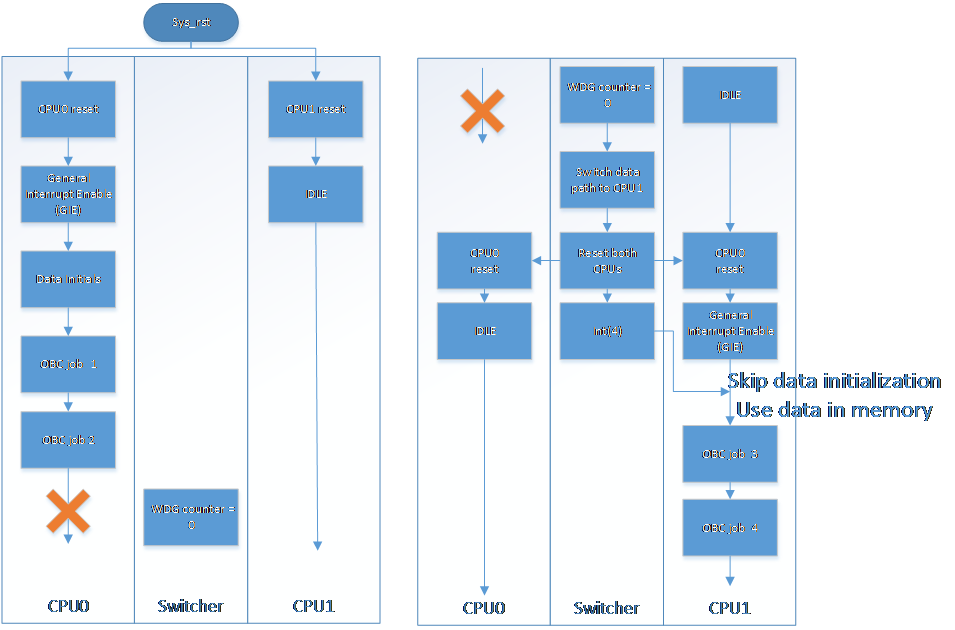 Sys_rst
CPU0 reset
General
Interrupt Enable
(GIE)
Data initials
OBC job 1
OBC job 2
WDG counter =
0
CPU1 reset
IDLE
CPU0
Switcher
CPU1
WDG counter =
0
IDLE
Switch data
path to CPU1
CPU0
reset
Reset both
CPUs
CPU0
reset
IDLE
int(4)
General
Interrupt Enable
(GIE)
Skip data initialization
Use data in memory
OBC job 3
OBC job 4
CPU0
Switcher
CPU1